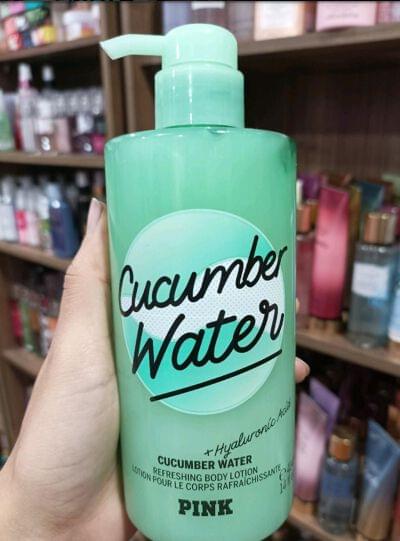 Cucumber
Water
+ Hyaluronic Acid
CUCUMBER WATER
REFRESHING BODY LOTION
LOTION POUR LE CORPS RAFRAÎCHISSANTE
PINK